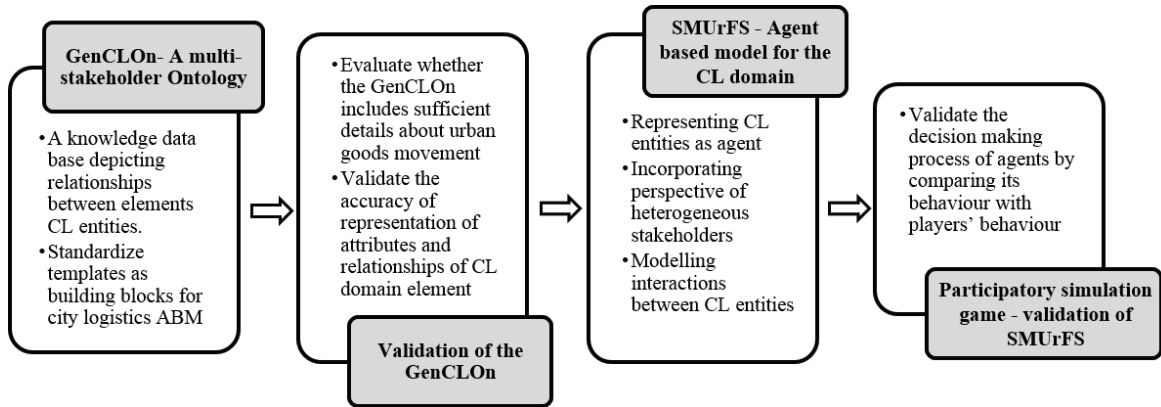 GenCLOn- A multi-
stakeholder Ontology
•A knowledge data
base depicting
relationships
between elements
CL entities.
•Standardize
templates as
building blocks for
city logistics ABM
•Evaluate whether
the GenCLOn
includes sufficient
details about urban
goods movement
•Validate the
accuracy of
representation of
attributes and
relationships of CL
domain element
Validation of the
GenCLOn
SMUrFS - Agent
based model for the
CL domain
•Representing CL
entities as agent
•Incorporating
perspective of
heterogeneous
stakeholders
•Modelling
interactions
between CL entities
•Validate the
decision making
process of agents by
comparing its
behaviour with
players’ behaviour
Participatory simulation
game - validation of
SMUrFS